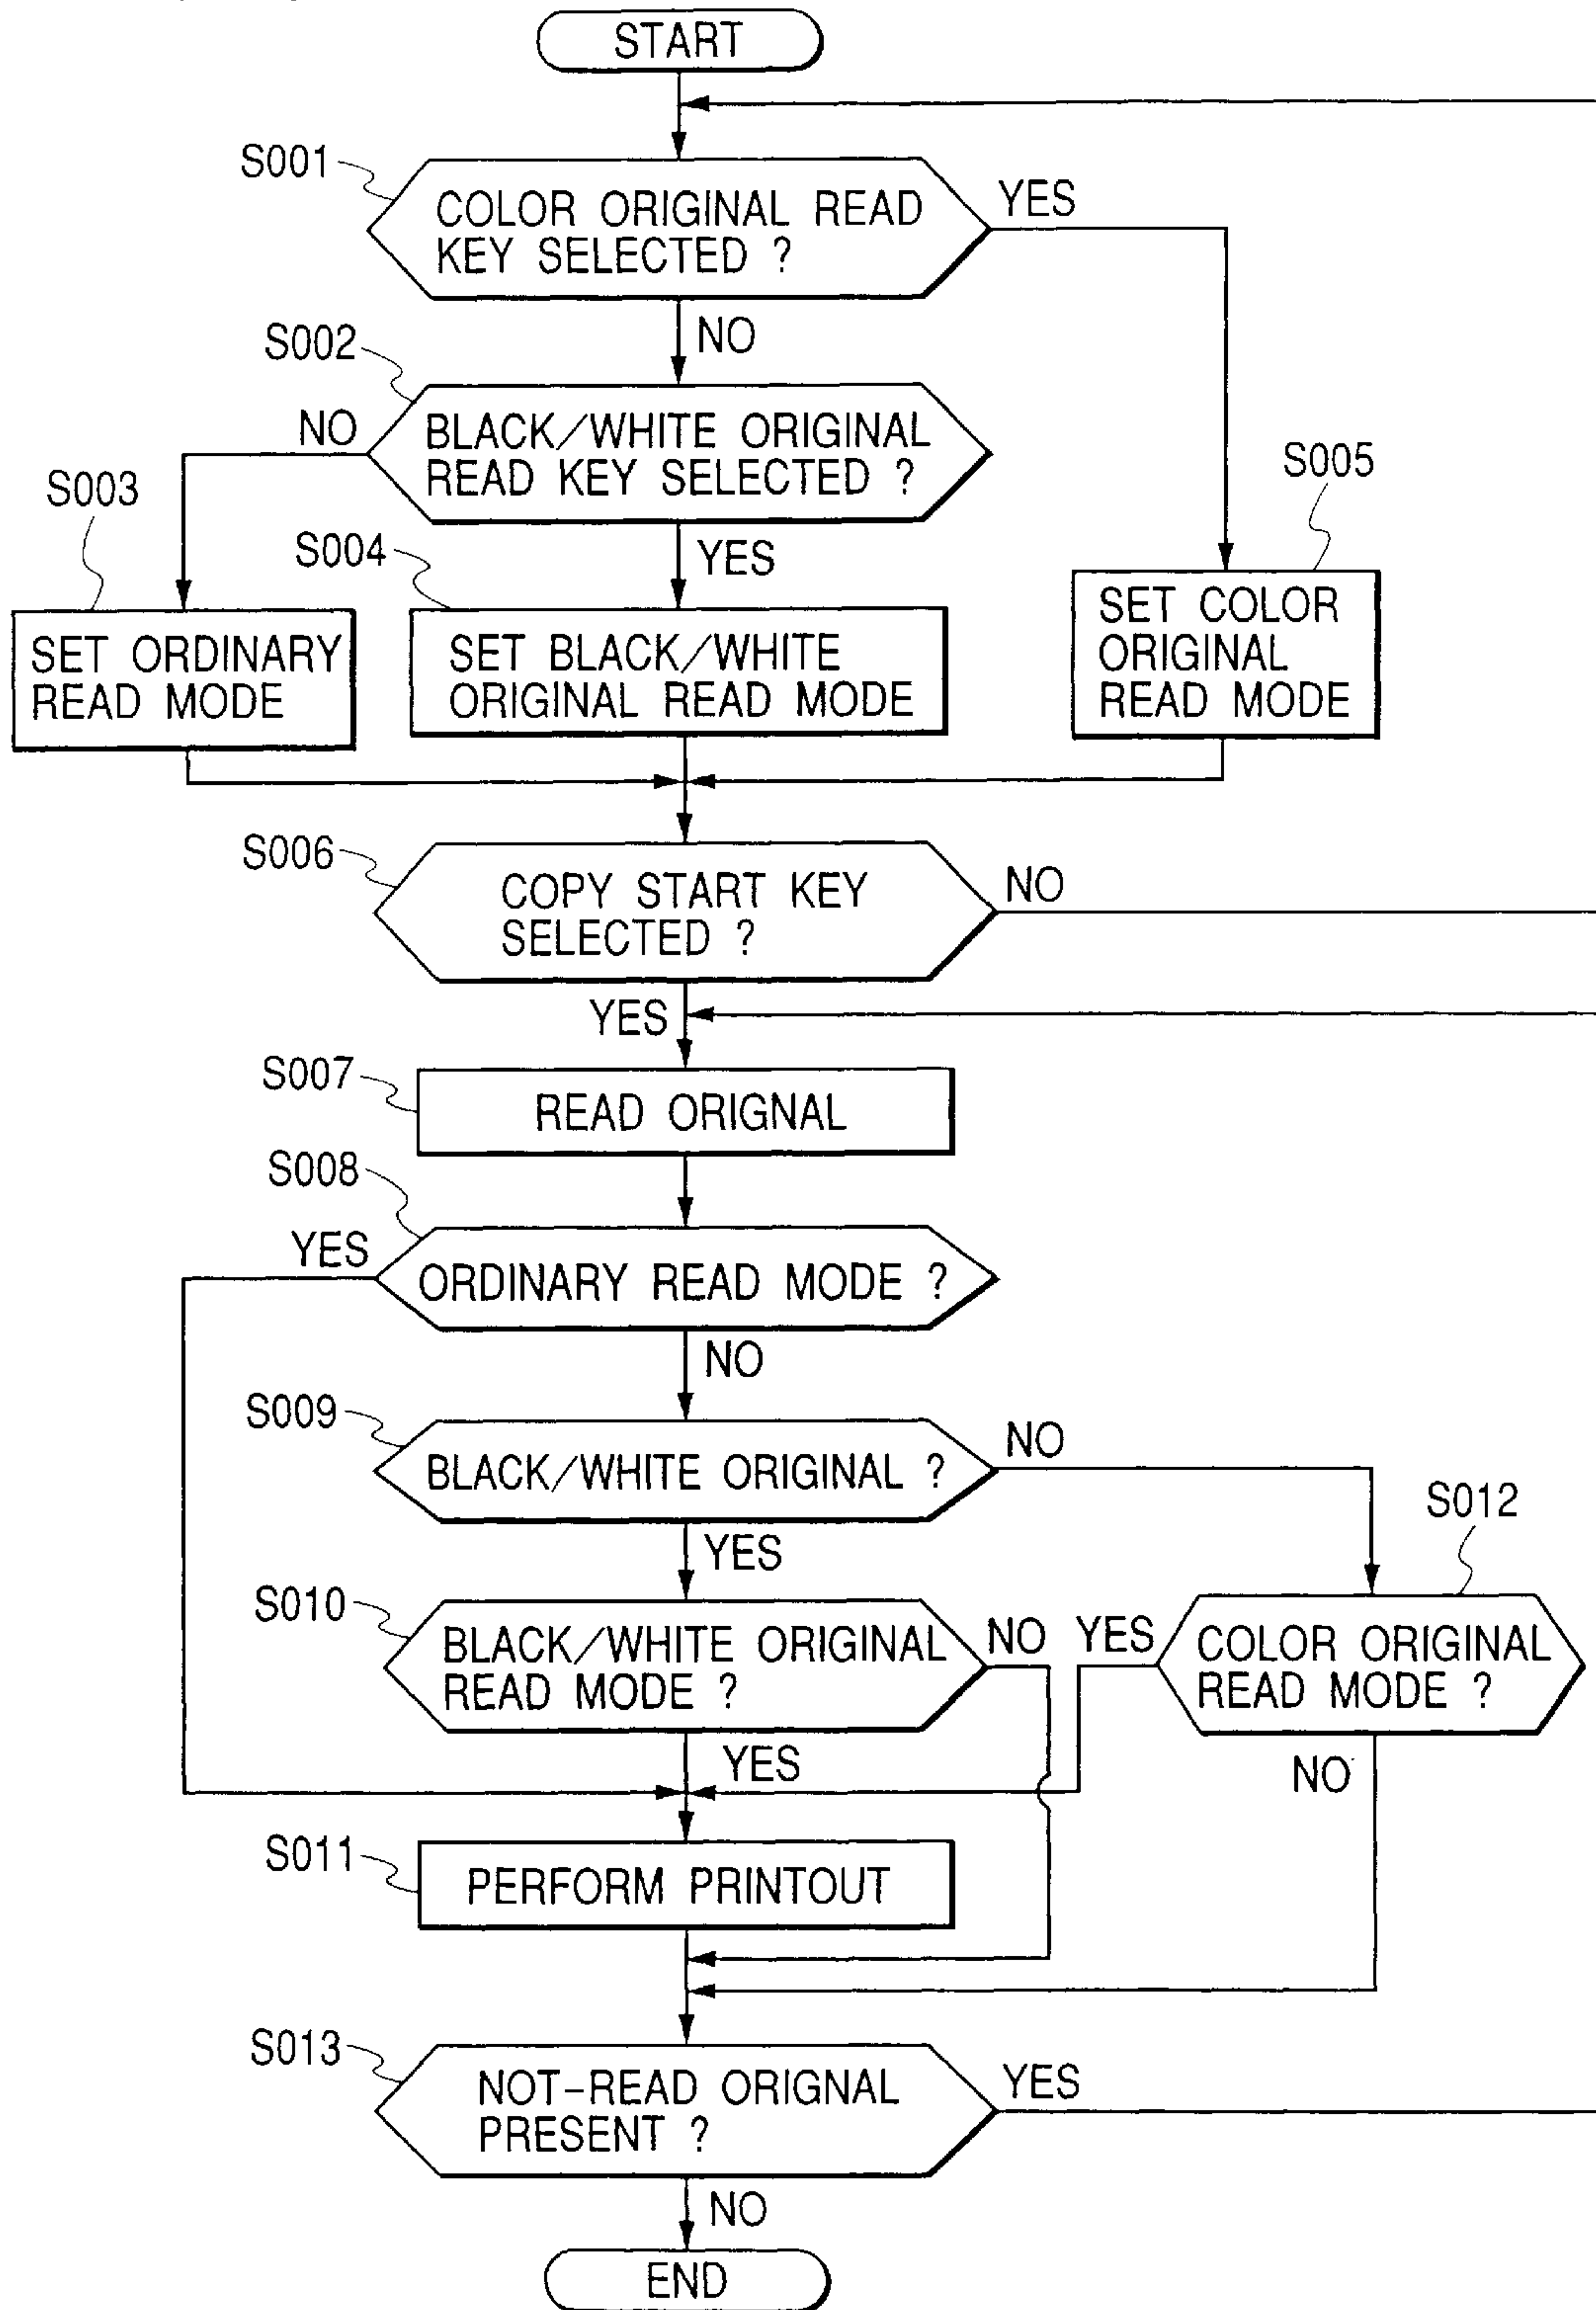 START
S001
COLOR ORIGINAL READ
KEY SELECTED ?
YES
NO
S002
BLACK/WHITE ORIGINAL
READ KEY SELECTED ?
NO
YES
S003
SET ORDINARY
READ MODE
S004
SET BLACK/WHITE
ORIGINAL READ MODE
S005
SET COLOR
ORIGINAL
READ MODE
S006
COPY START KEY
SELECTED ?
NO
YES
S007
READ ORIGNAL
S008
YES
ORDINARY READ MODE ?
NO
S009
BLACK/WHITE ORIGINAL ?
NO
YES
S010
BLACK/WHITE ORIGINAL
READ MODE ?
NO
YES
S012
YES
COLOR ORIGINAL
READ MODE ?
NO
S011
PERFORM PRINTOUT
S013
NOT-READ ORIGNAL
PRESENT ?
YES
NO
END